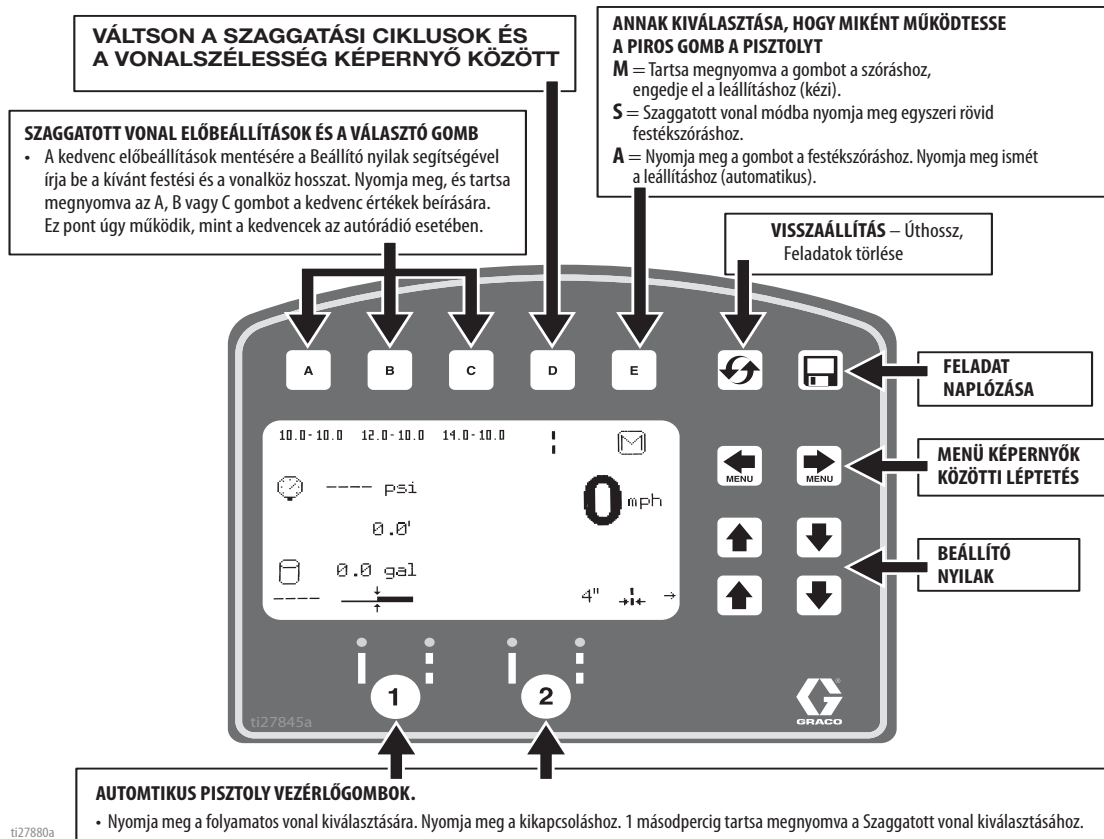 VÁLTSON A SZAGGATÁSI CIKLUSOK ÉS
A VONALSZÉLESSÉG KÉPERNYŐ KÖZÖTT
ANNAK KIVÁLASZTÁSA, HOGY MIKÉNT MŰKÖDTESSE
A PIROS GOMB A PISZTOLYT
M = Tartsa megnyomva a gombot a szóráshoz,
engedje el a leállításhoz (kézi).
S = Szaggatott vonal módba nyomja meg egyszeri rövid
festékszóráshoz.
A = Nyomja meg a gombot a festékszóráshoz. Nyomja meg ismét
a leállításhoz (automatikus).
SZAGGATOTT VONAL ELŐBEÁLLÍTÁSOK ÉS A VÁLASZTÓ GOMB
• A kedvenc előbeállítások mentésére a Beállító nyilak segítségével
írja be a kívánt festési és a vonalköz hosszat. Nyomja meg, és tartsa
megnyomva az A, B vagy C gombot a kedvenc értékek beírására.
Ez pont úgy működik, mint a kedvencek az autórádió esetében.
VISSZAÁLLÍTÁS – Úthossz,
Feladatok törlése
A B C D E
FELADAT
NAPLÓZÁSA
10.0-10.0 12.0-10.0 14.0-10.0 M
MENU MENU
MENÜ KÉPERNYŐK
KÖZÖTTI LÉPTETÉS
---- psi
0 mph
0.0'
BEÁLLÍTÓ
NYILAK
0.0 gal
---- 4"
1 2
GRACO
ti27845a
AUTOMTIKUS PISZTOLY VEZÉRLŐGOMBOK.
• Nyomja meg a folyamatos vonal kiválasztására. Nyomja meg a kikapcsoláshoz. 1 másodpercig tartsa megnyomva a Szaggatott vonal kiválasztásához.
ti27880a